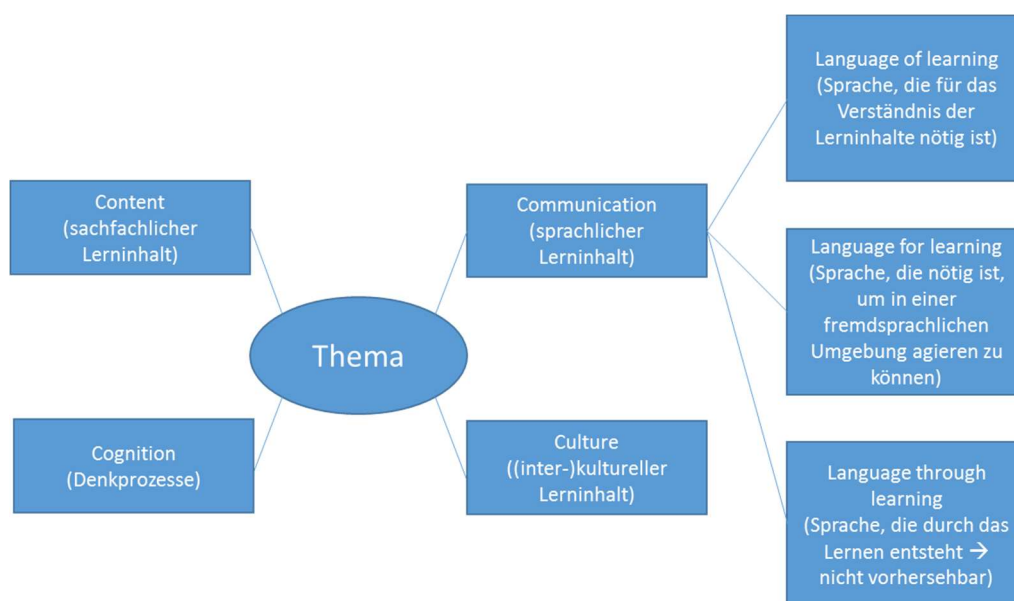 Content
(sachfachlicher
Lerninhalt)
Communication
(sprachlicher
Lerninhalt)
Thema
Cognition
(Denkprozesse)
Culture
((inter-)kultureller
Lerninhalt)
Language of learning
(Sprache, die für das
Verständnis der
Lerninhalte nötig ist)
Language for learning
(Sprache, die nötig ist,
um in einer
fremdsprachlichen
Umgebung agieren zu
können)
Language through
learning
(Sprache, die durch das
Lernen entsteht →
nicht vorhersehbar)